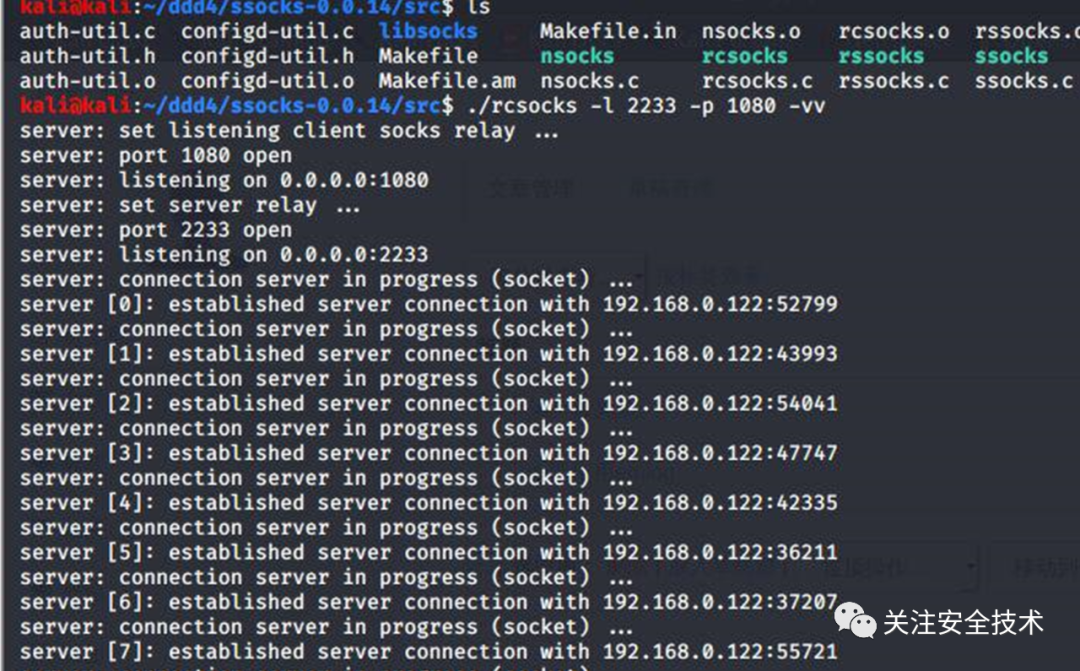 kali@kali:~/ddd4/ssocks-0.0.14/src$ ls
auth-util.c configd-util.c libsocks Makefile.in nsocks.o rcsocks.o rssocks.o
auth-util.h configd-util.h Makefile nsocks rcsocks rssocks ssocks
auth-util.o configd-util.o Makefile.am nsocks.c rcsocks.c rssocks.c ssocks.c
kali@kali:~/ddd4/ssocks-0.0.14/src$ ./rcsocks -l 2233 -p 1080 -vv
server: set listening client socks relay ...
server: port 1080 open
server: listening on 0.0.0.0:1080
server: set server relay ...
server: port 2233 open
server: listening on 0.0.0.0:2233
server: connection server in progress (socket) ...
server [0]: established server connection with 192.168.0.122:52799
server: connection server in progress (socket) ...
server [1]: established server connection with 192.168.0.122:43993
server: connection server in progress (socket) ...
server [2]: established server connection with 192.168.0.122:54041
server: connection server in progress (socket) ...
server [3]: established server connection with 192.168.0.122:47747
server: connection server in progress (socket) ...
server [4]: established server connection with 192.168.0.122:42335
server: connection server in progress (socket) ...
server [5]: established server connection with 192.168.0.122:36211
server: connection server in progress (socket) ...
server [6]: established server connection with 192.168.0.122:37207
server: connection server in progress (socket) ...
server [7]: established server connection with 192.168.0.122:55721
关注安全技术